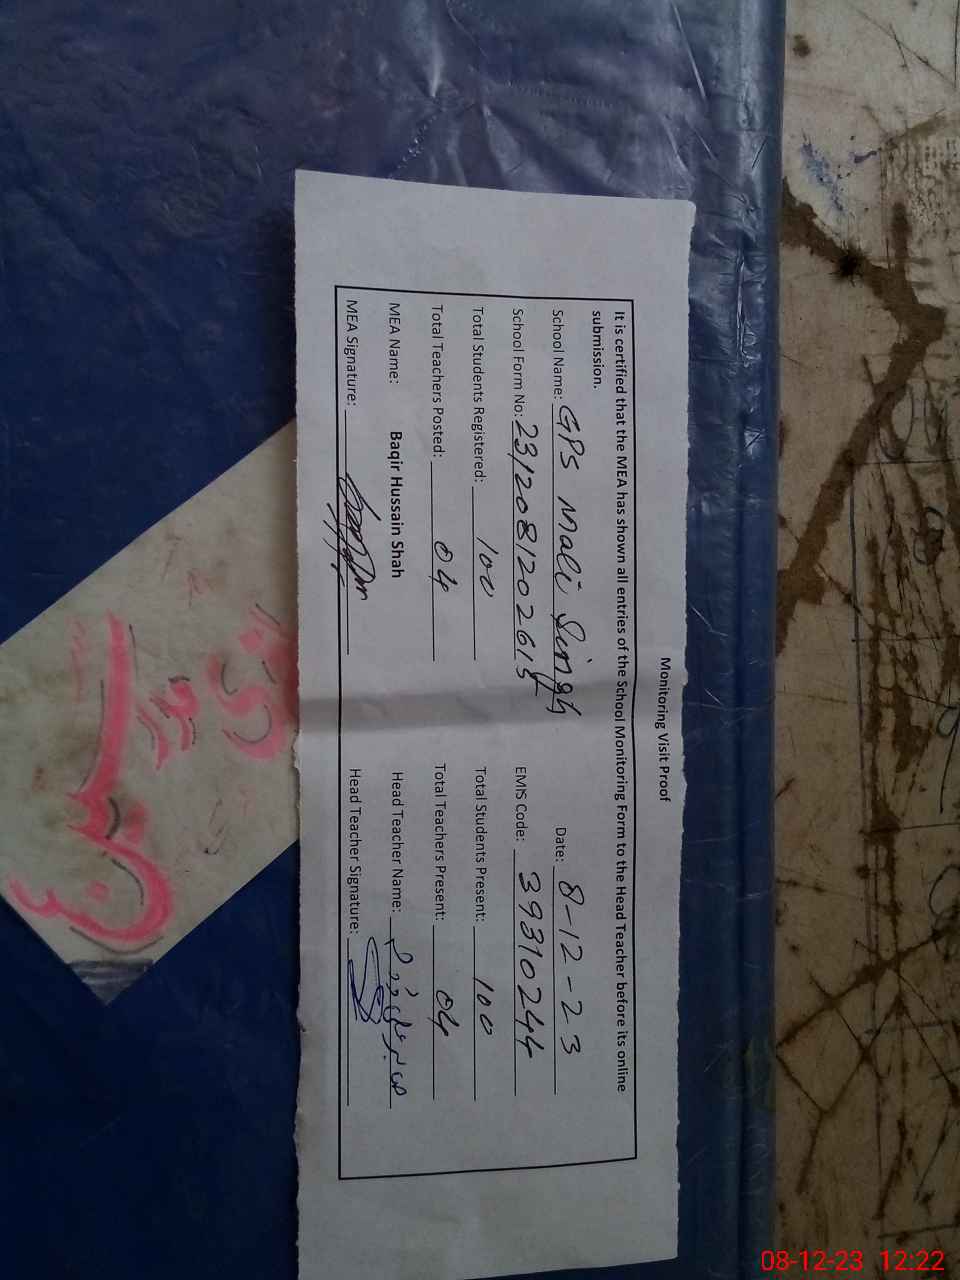 Monitoring Visit Proof
It is certified that the MEA has shown all entries of the School Monitoring Form to the Head Teacher before its online
submission.
School Name: GPS Mali Singh Date: 8-12-23
School Form No: 2312081202615 EMIS Code: 39310244
Total Students Registered: 100 Total Students Present: 100
Total Teachers Posted: 04 Total Teachers Present: 04
MEA Name: Baqir Hussain Shah Head Teacher Name:
MEA Signature: Head Teacher Signature:
08-12-23 12:22